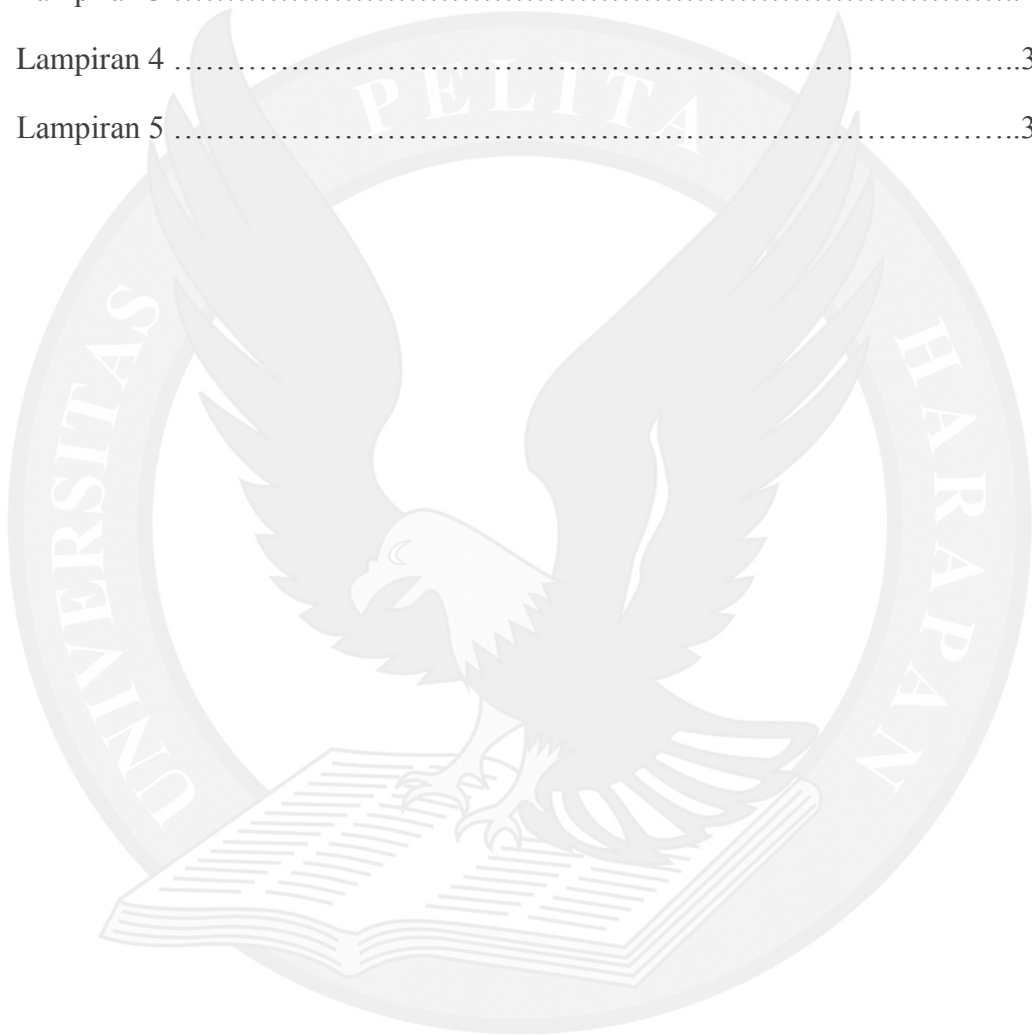 Lampiran 4 ……………………………………………………………………………..3
Lampiran 5 ……………………………………………………………………………..3
UNIVERSITAS PELITA HARAPAN